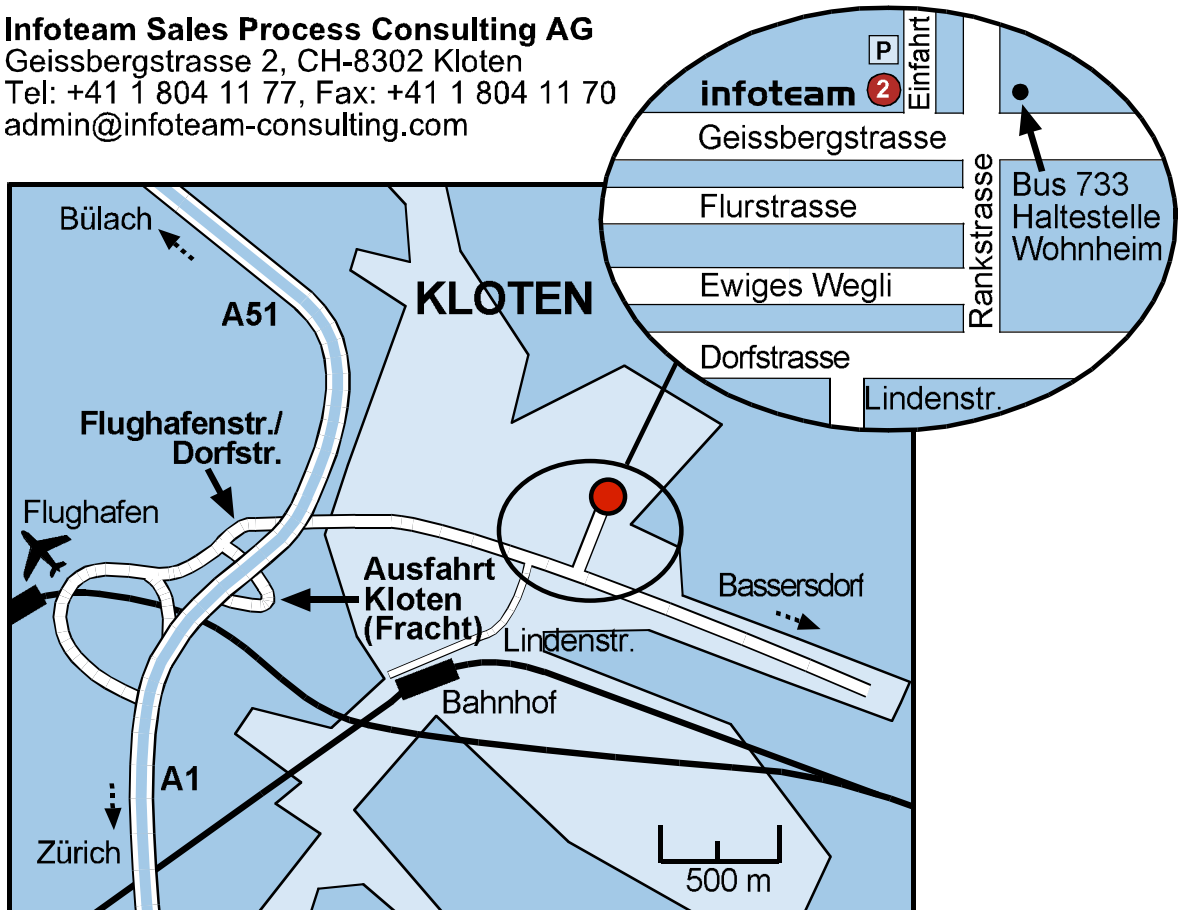 Infoteam Sales Process Consulting AG
Geissbergstrasse 2, CH-8302 Kloten
Tel: +41 1 804 11 77, Fax: +41 1 804 11 70
admin@infoteam-consulting.com
P
Einfahrt
infoteam 2
Geissbergstrasse
Flurstrasse
Ewiges Wegli
Dorfstrasse
Lindenstr.
Rankstrasse
Bus 733
Haltestelle
Wohnheim
Bülach
A51
KLOTEN
Flughafenstr./
Dorfstr.
Flughafen
Ausfahrt
Kloten
(Fracht)
Bassersdorf
Lindenstr.
Bahnhof
A1
Zürich
500 m